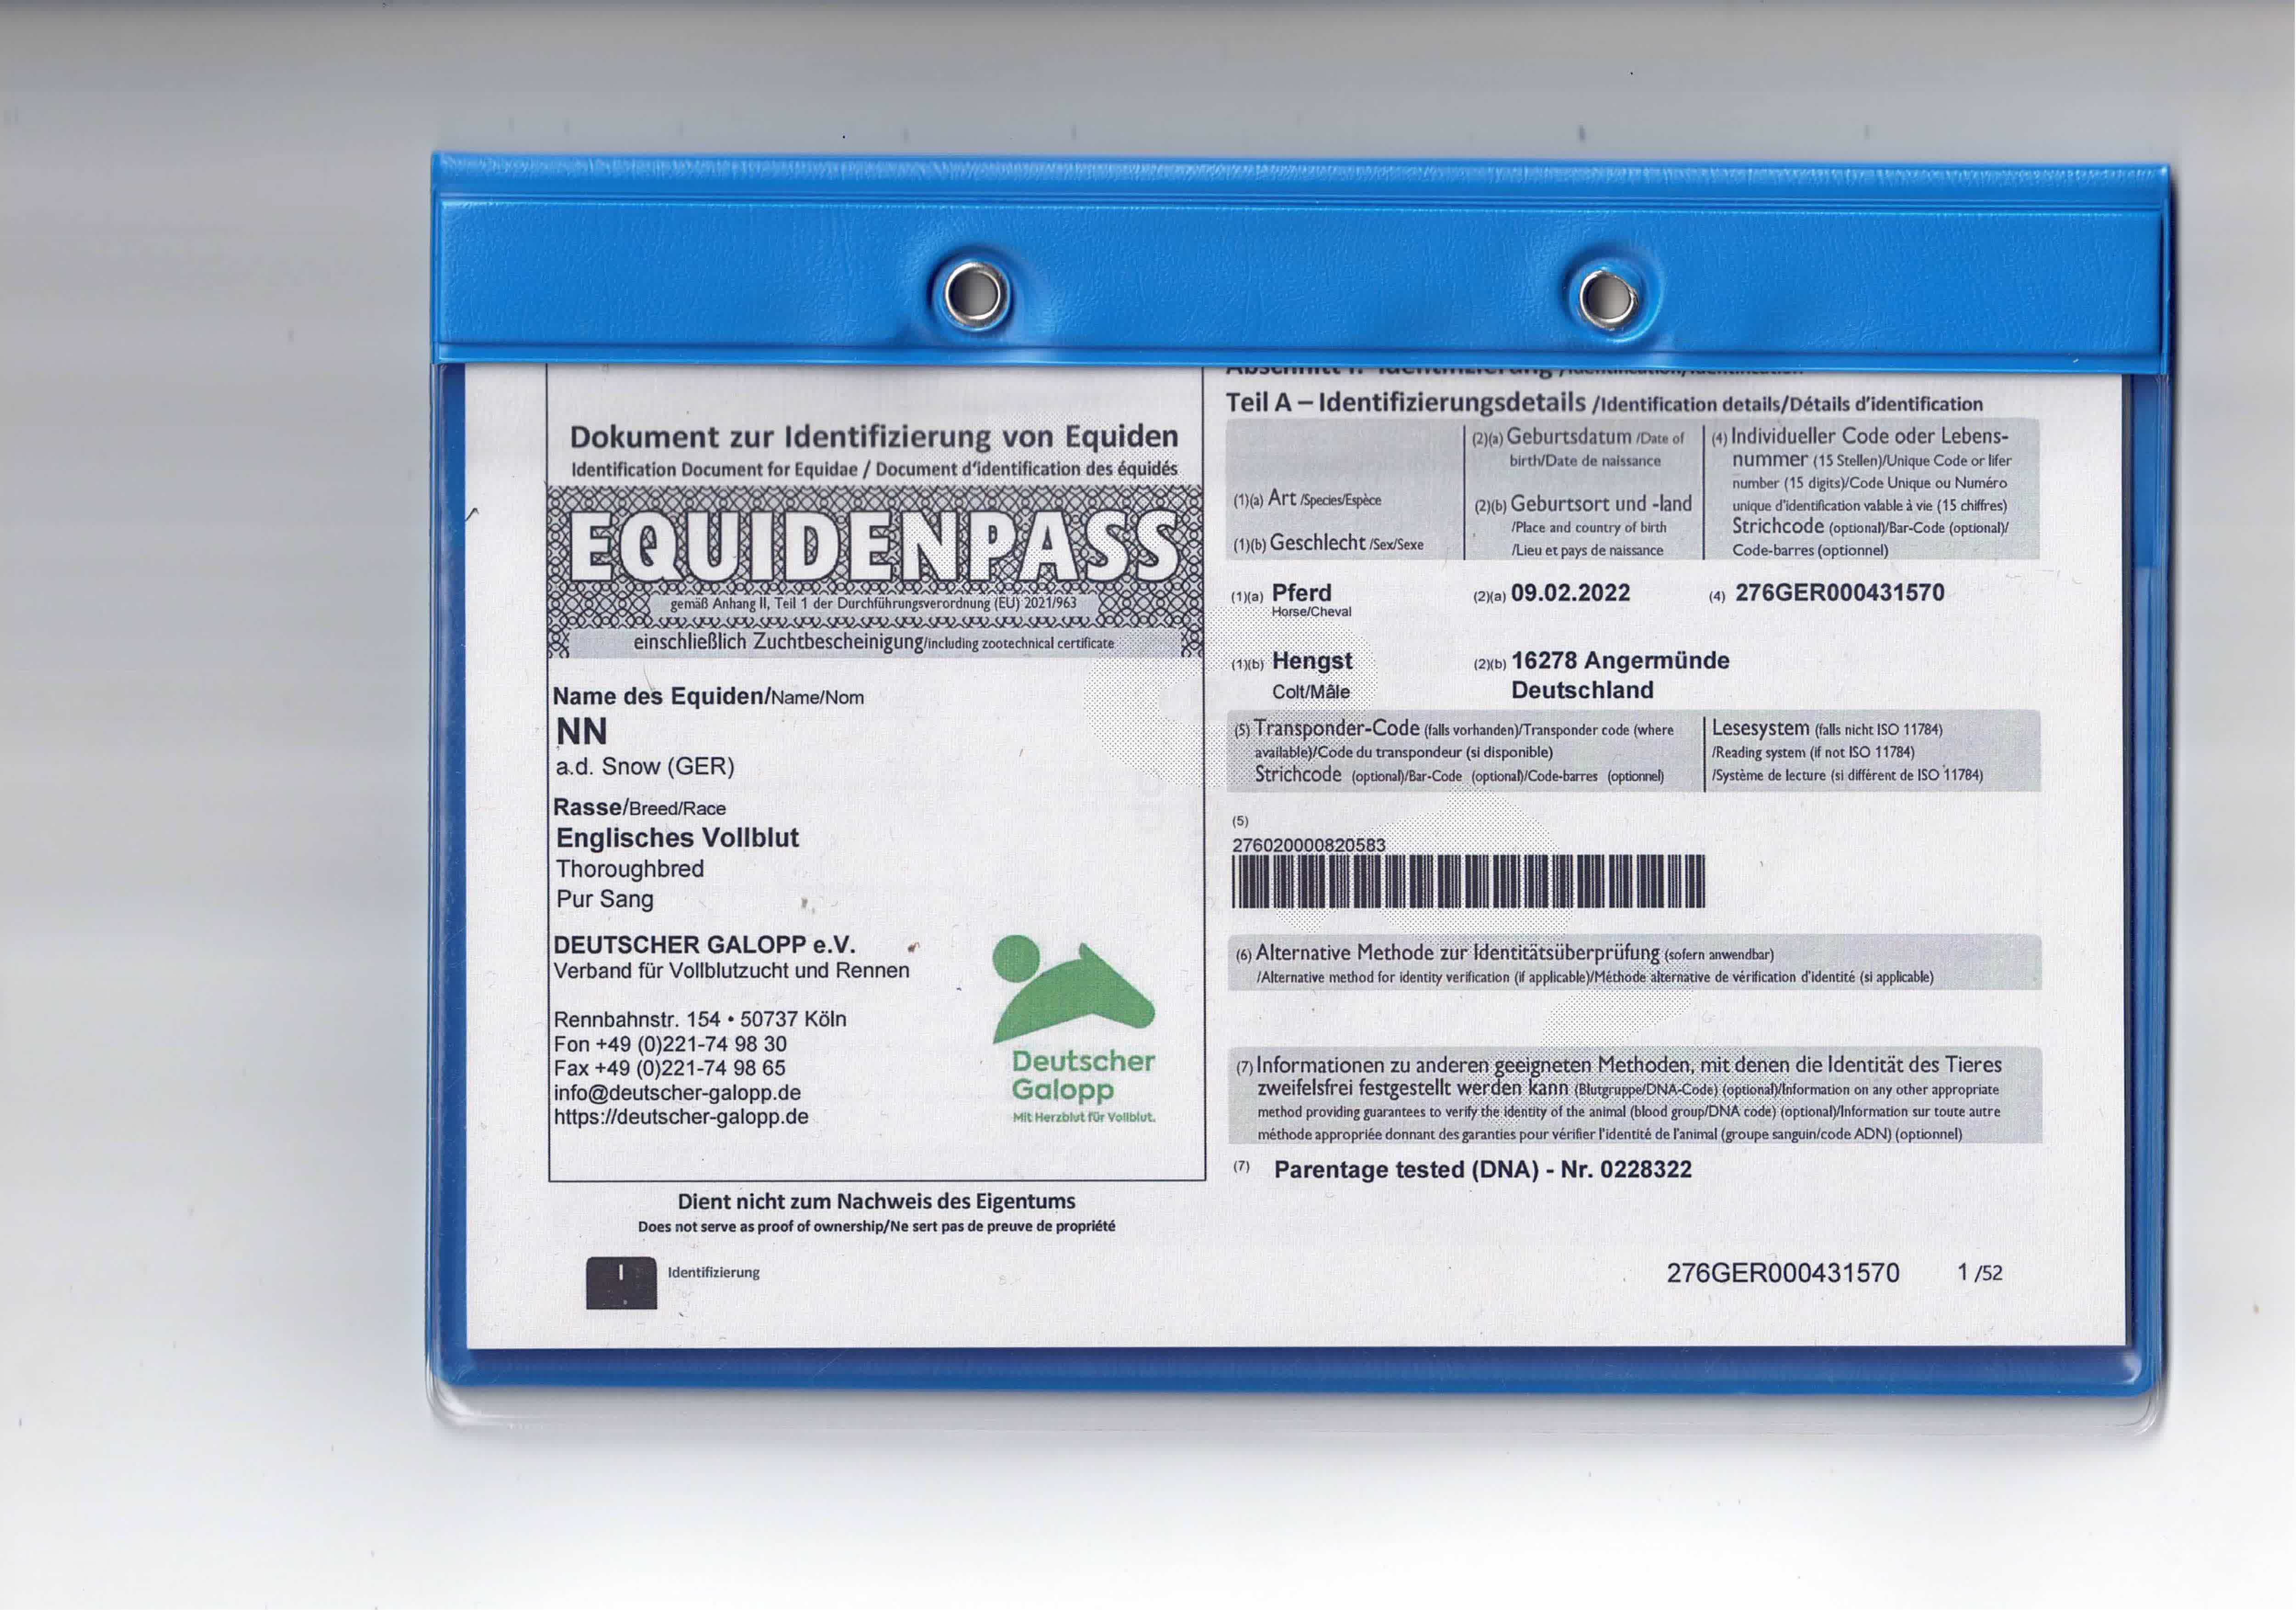 Dokument zur Identifizierung von Equiden
Identification Document for Equidae / Document d'identification des équidés
EQUIDENPASS
gemäß Anhang II, Teil 1 der Durchführungsverordnung (EU) 2021/963
einschließlich Zuchtbescheinigung/including zootechnical certificate
Name des Equiden/Name/Nom
NN
a.d. Snow (GER)
Rasse/Breed/Race
Englisches Vollblut
Thoroughbred
Pur Sang
DEUTSCHER GALOPP e.V.
Verband für Vollblutzucht und Rennen
Rennbahnstr. 154 • 50737 Köln
Fon +49 (0)221-74 98 30
Fax +49 (0)221-74 98 65
info@deutscher-galopp.de
https://deutscher-galopp.de
Deutscher
Galopp
Mit Herzblut für Vollblut.
Dient nicht zum Nachweis des Eigentums
Does not serve as proof of ownership/Ne sert pas de preuve de propriété
I
Identifizierung
Teil A – Identifizierungsdetails /Identification details/Détails d'identification
(1)(a) Art /Species/Espèce
(1)(b) Geschlecht /Sex/Sexe
(2)(a) Geburtsdatum /Date of
birth/Date de naissance
(2)(b) Geburtsort und -land
/Place and country of birth
/Lieu et pays de naissance
(4) Individueller Code oder Lebens-
nummer (15 Stellen)/Unique Code or lifer
number (15 digits)/Code Unique ou Numéro
unique d'identification valable à vie (15 chiffres)
Strichcode (optional)/Bar-Code (optional)/
Code-barres (optionnel)
(1)(a) Pferd
Horse/Cheval
(2)(a) 09.02.2022
(4) 276GER000431570
(1)(b) Hengst
Colt/Mâle
(2)(b) 16278 Angermünde
Deutschland
(5) Transponder-Code (falls vorhanden)/Transponder code (where
available)/Code du transpondeur (si disponible)
Strichcode (optional)/Bar-Code (optional)/Code-barres (optionnel)
Lesesystem (falls nicht ISO 11784)
/Reading system (if not ISO 11784)
/Système de lecture (si différent de ISO 11784)
(5)
276020000820583
(6) Alternative Methode zur Identitätsüberprüfung (sofern anwendbar)
/Alternative method for identity verification (if applicable)/Méthode alternative de vérification d'identité (si applicable)
(7) Informationen zu anderen geeigneten Methoden, mit denen die Identität des Tieres
zweifelsfrei festgestellt werden kann (Blutgruppe/DNA-Code) (optional)/Information on any other appropriate
method providing guarantees to verify the identity of the animal (blood group/DNA code) (optional)/Information sur toute autre
méthode appropriée donnant des garanties pour vérifier l'identité de l'animal (groupe sanguin/code ADN) (optionnel)
(7) Parentage tested (DNA) - Nr. 0228322
276GER000431570 1 /52